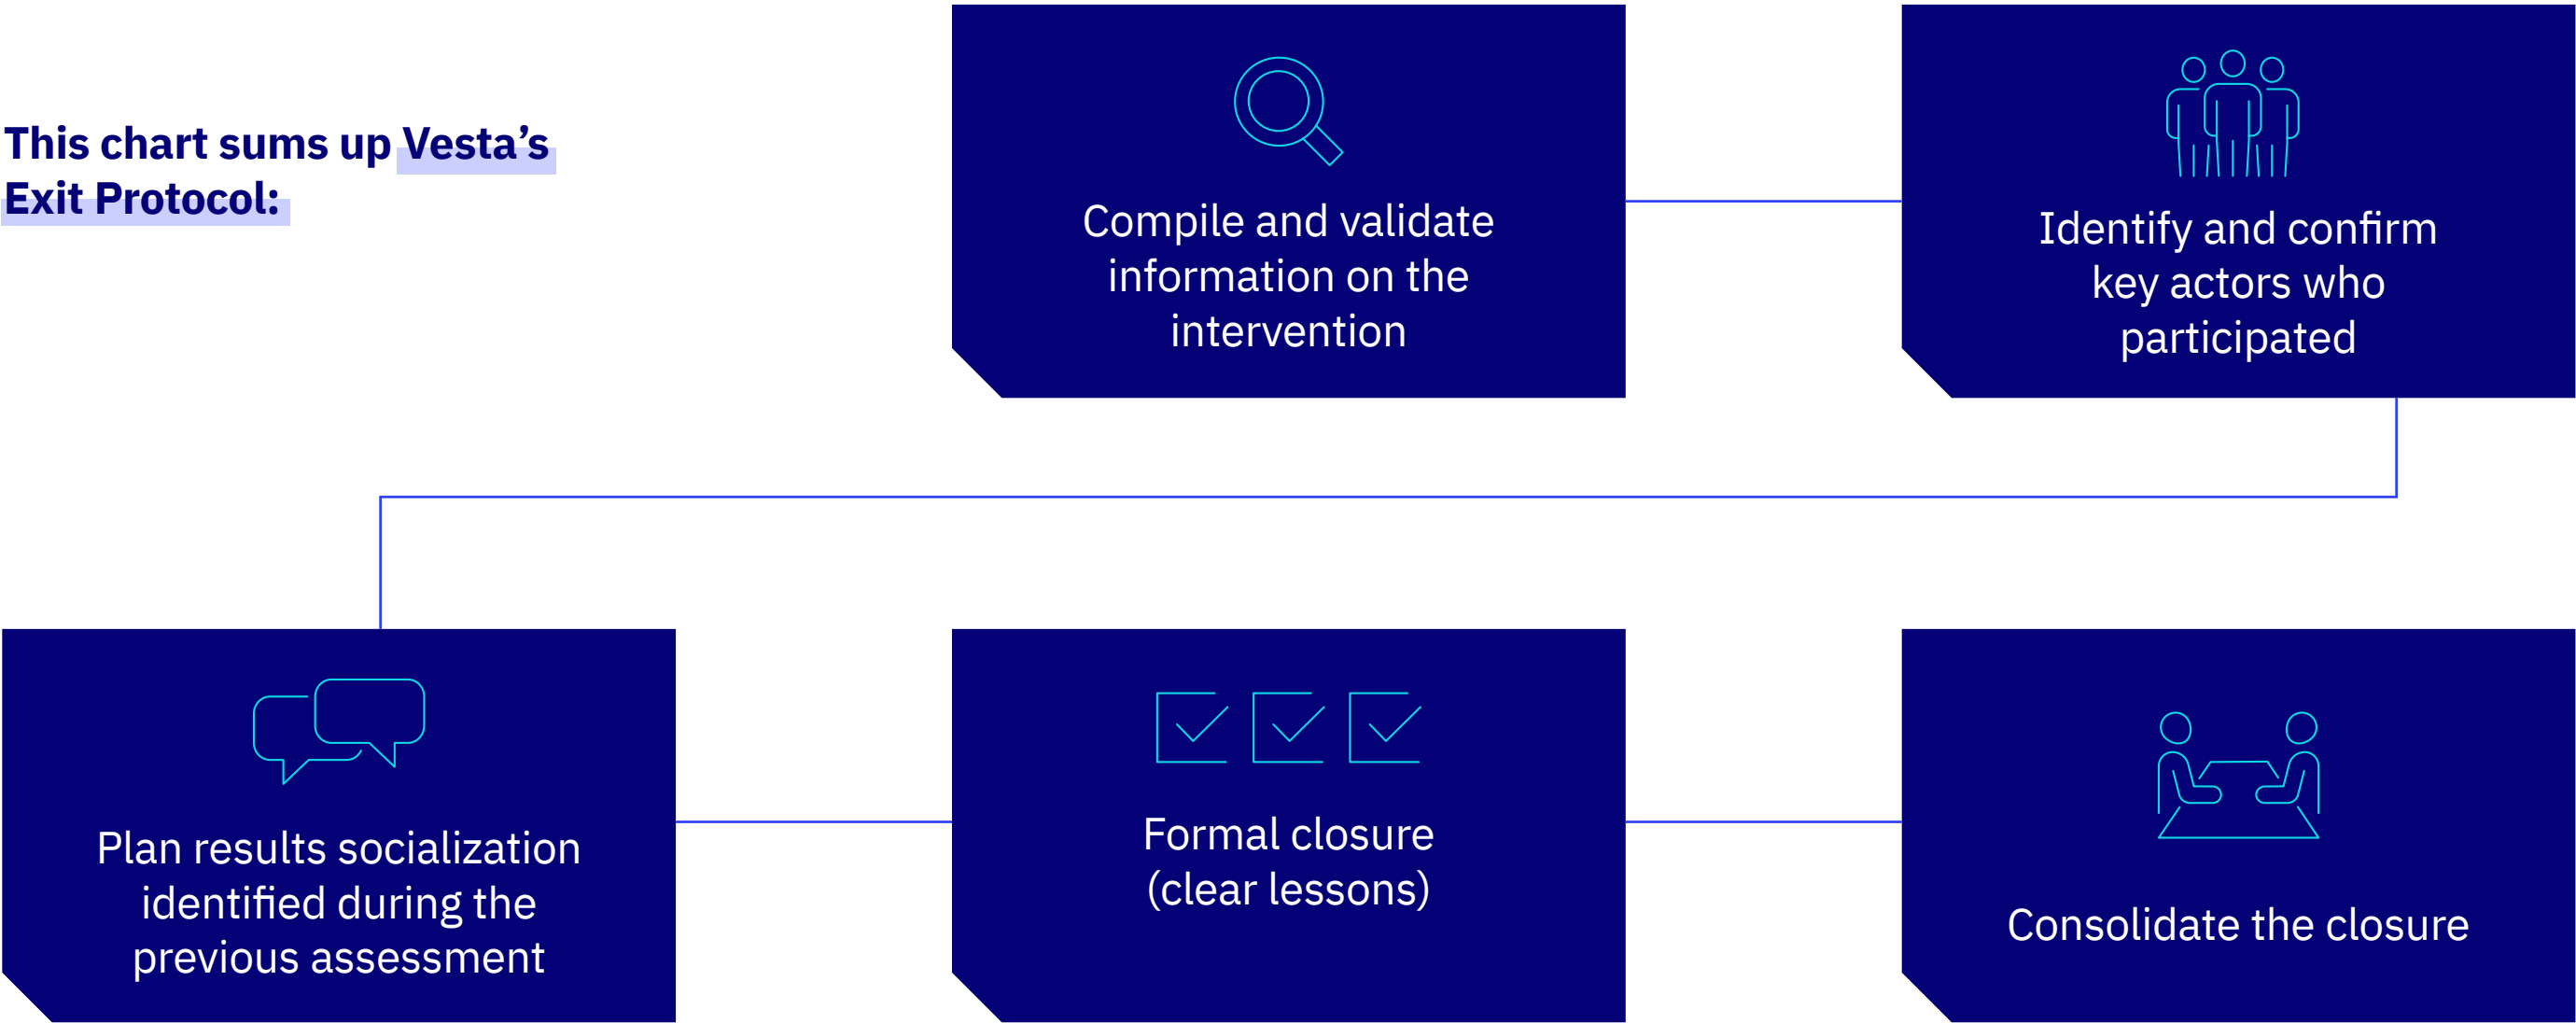 This chart sums up Vesta’s
Exit Protocol:
Compile and validate
information on the
intervention
Identify and confirm
key actors who
participated
Plan results socialization
identified during the
previous assessment
Formal closure
(clear lessons)
Consolidate the closure